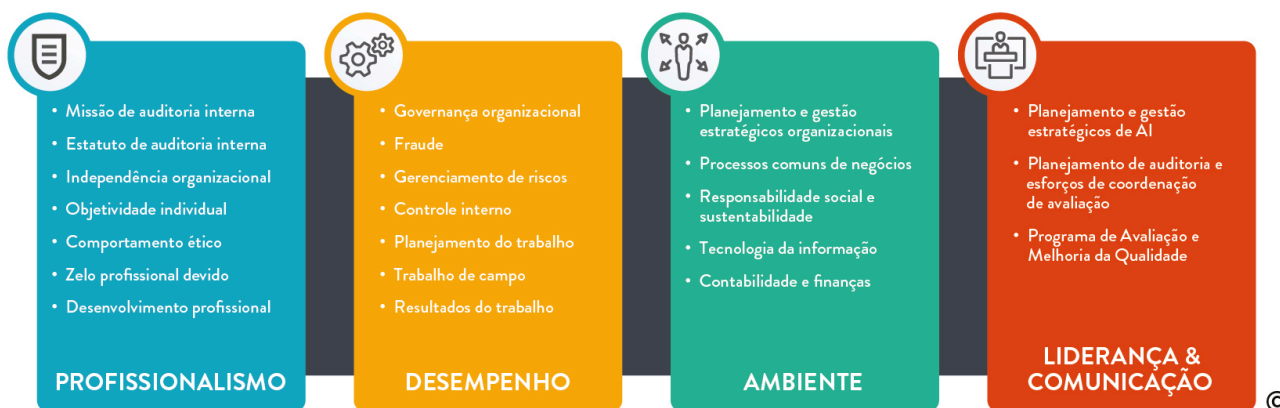 • Missão de auditoria interna
• Estatuto de auditoria interna
• Independência organizacional
• Objetividade individual
• Comportamento ético
• Zelo profissional devido
• Desenvolvimento profissional
PROFISSIONALISMO
• Governança organizacional
• Fraude
• Gerenciamento de riscos
• Controle interno
• Planejamento do trabalho
• Trabalho de campo
• Resultados do trabalho
DESEMPENHO
• Planejamento e gestão
estratégicos organizacionais
• Processos comuns de negócios
• Responsabilidade social e
sustentabilidade
• Tecnologia da informação
• Contabilidade e finanças
AMBIENTE
• Planejamento e gestão
estratégicos de AI
• Planejamento de auditoria e
esforços de coordenação
de avaliação
• Programa de Avaliação e
Melhoria da Qualidade
LIDERANÇA &
COMUNICAÇÃO